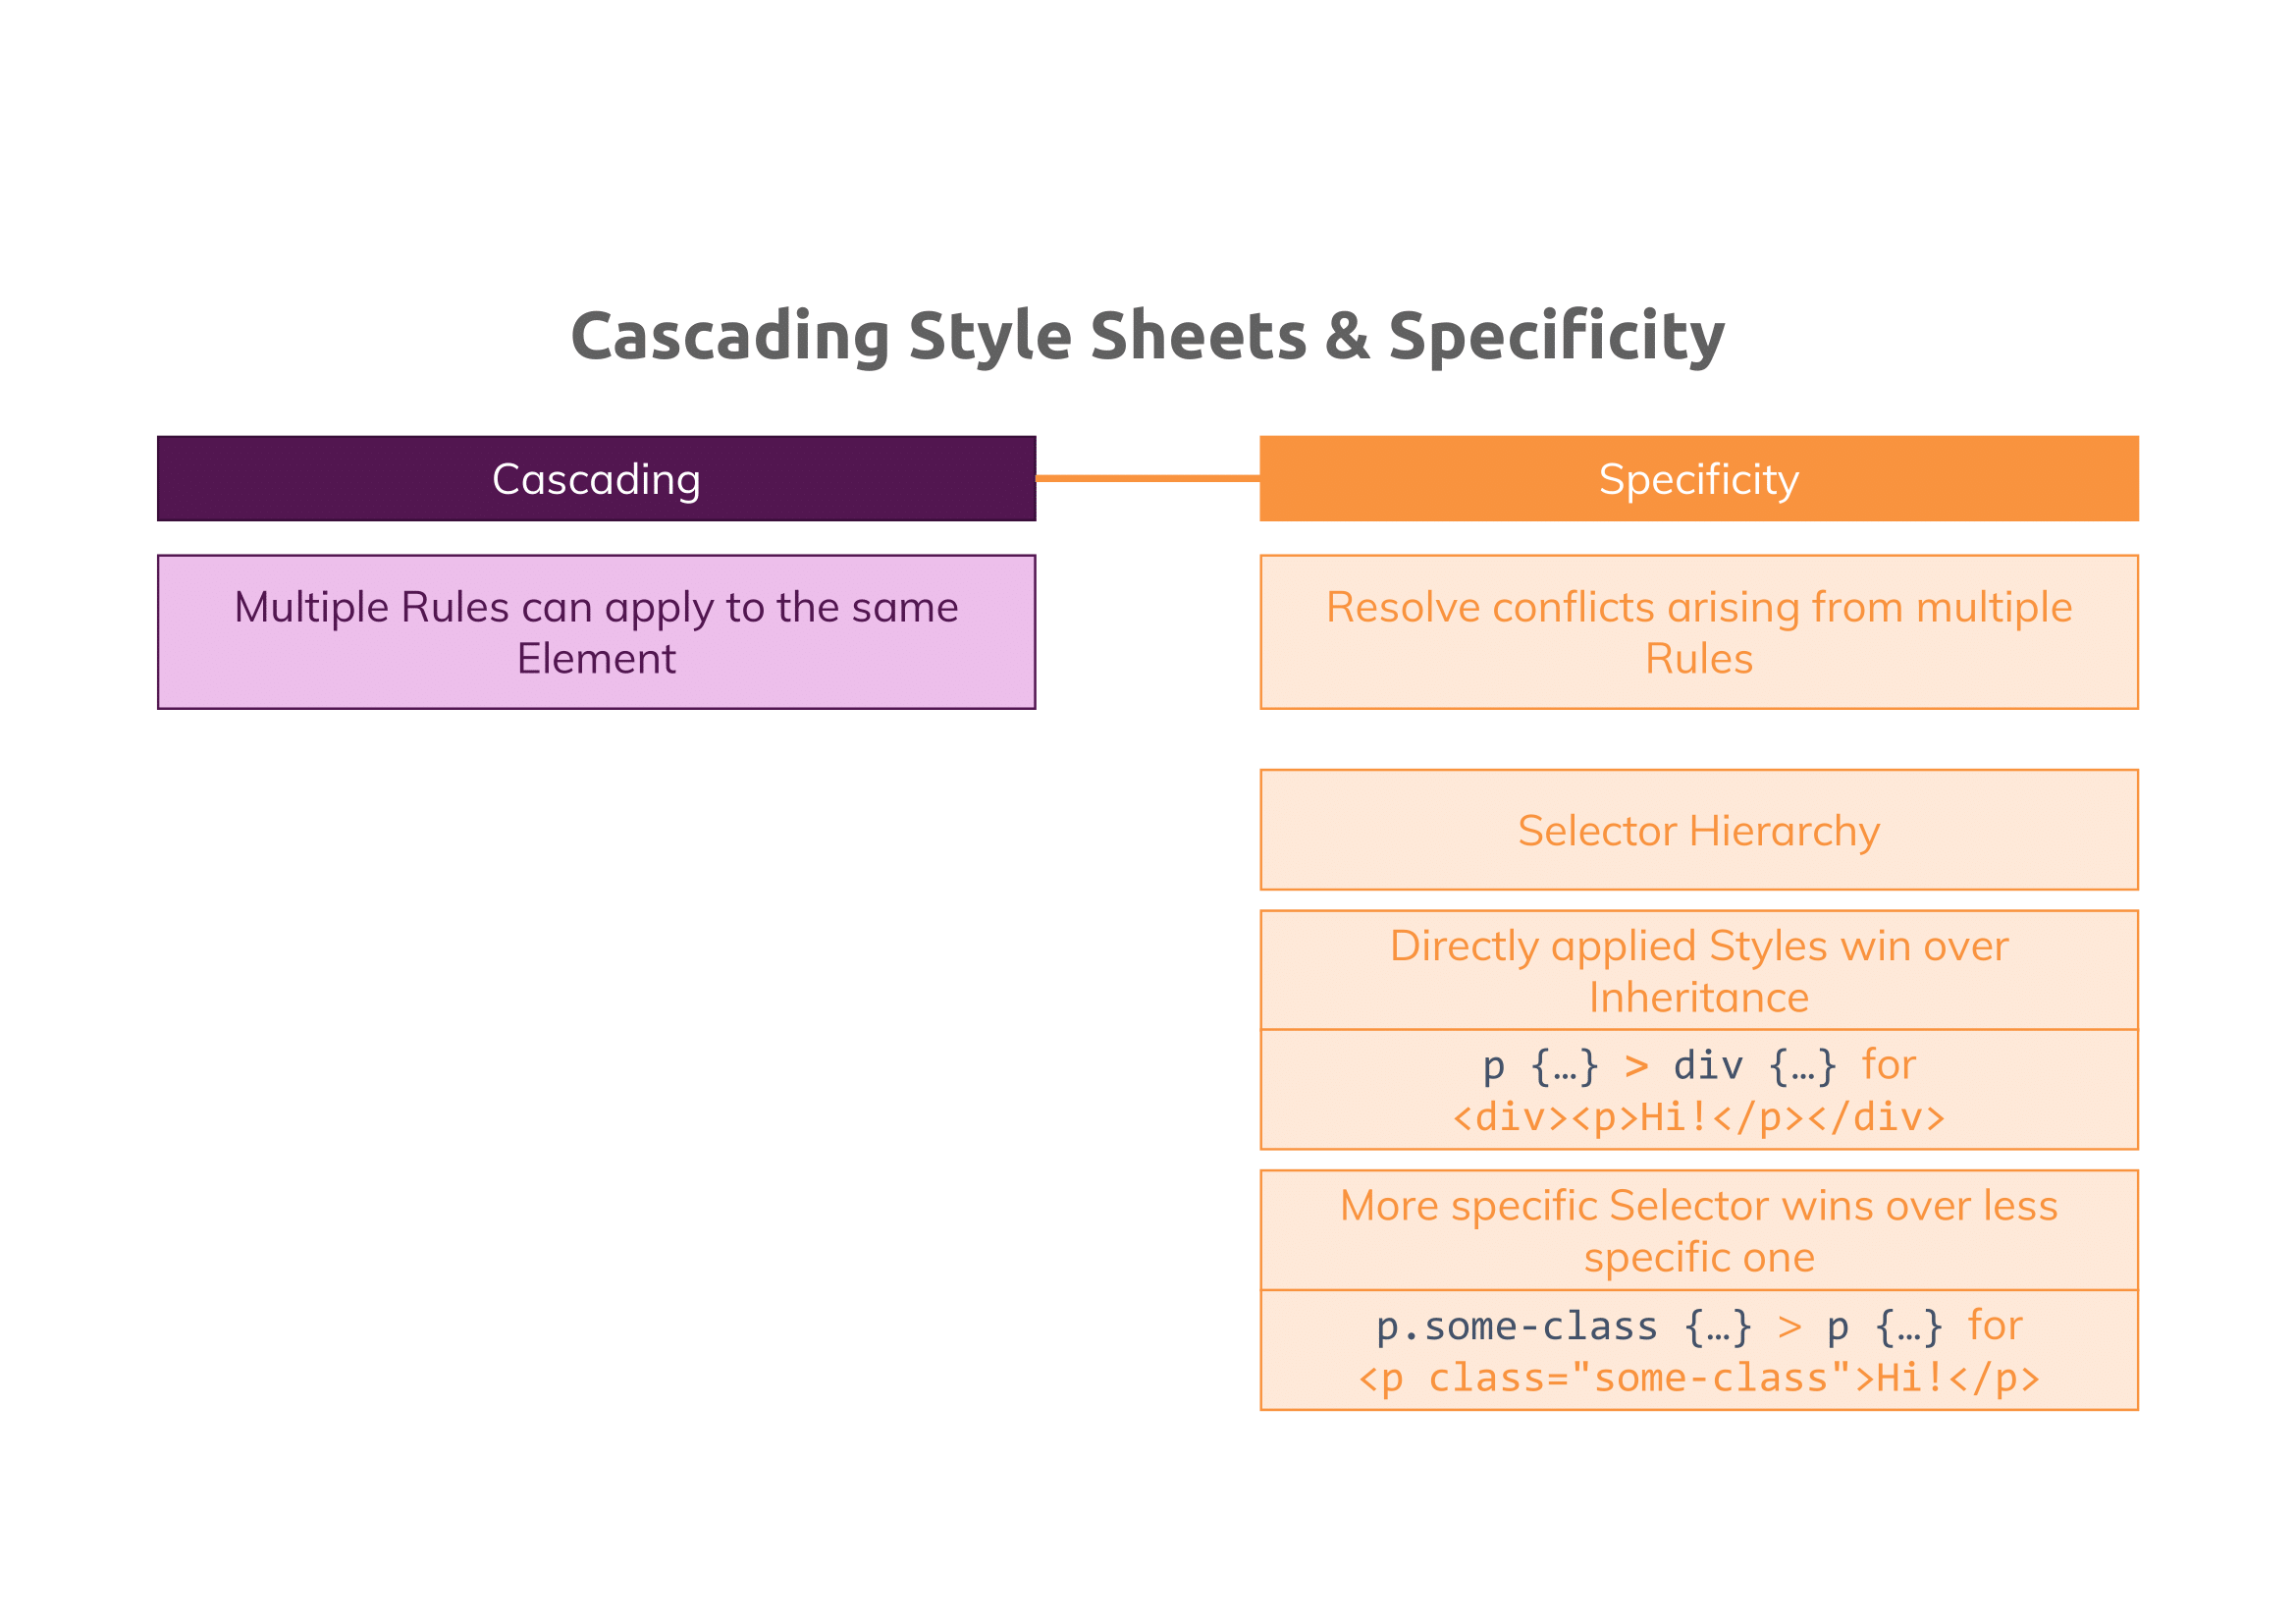 Cascading Style Sheets & Specificity
Cascading
Specificity
Multiple Rules can apply to the same
Element
Resolve conflicts arising from multiple
Rules
Selector Hierarchy
Directly applied Styles win over
Inheritance
p {…} > div {…} for
<div><p>Hi!</p></div>
More specific Selector wins over less
specific one
p.some-class {…} > p {…} for
<p class="some-class">Hi!</p>